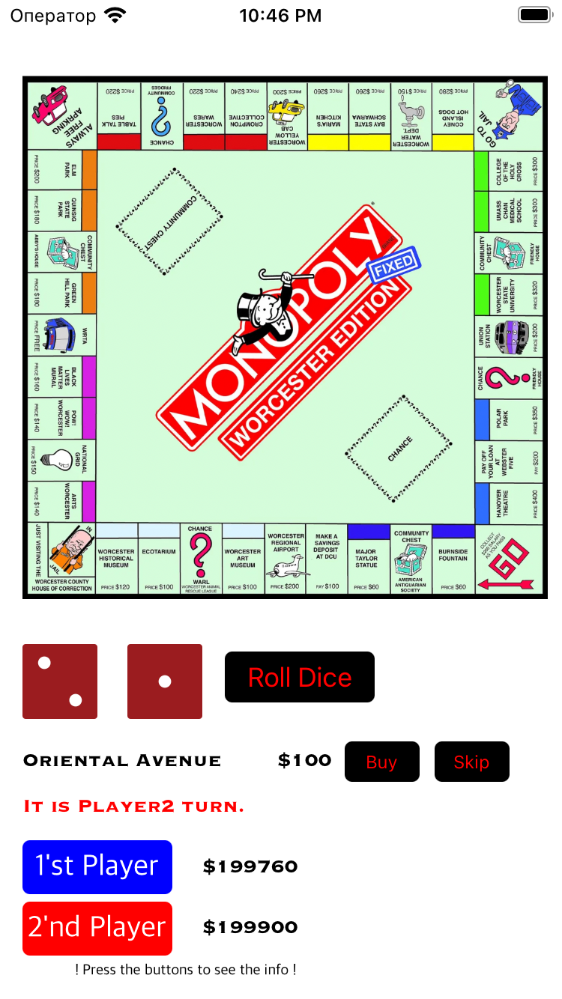 Оператор
10:46 PM
ALWAYS
FREE
APARKING
TABLE TALK
PIES
PRICE $220
COMMUNITY
FRIDGES
CHANCE
WORCESTER
WARES
PRICE $220
CROMPTON
COLLECTIVE
PRICE $240
WORCESTER
YELLOW
CAB
PRICE $200
MARIA'S
KITCHEN
PRICE $260
BAY STATE
SCHWARMA
PRICE $260
WORCESTER
WATER
DEPT.
PRICE $150
CONEY
ISLAND
HOT DOGS
PRICE $280
GO TO
JAIL
ELM
PARK
PRICE $200
QUINSIG
STATE
PARK
PRICE $180
COMMUNITY
CHEST
ABBY'S HOUSE
GREEN
HILL PARK
PRICE $180
WRTA
PRICE FREE
BLACK
LIVES
MATTER
MURAL
PRICE $160
POW!
WOW!
WORCESTER
PRICE $140
NATIONAL
GRID
PRICE $150
ARTS
WORCESTER
PRICE $140
COLLEGE
OF THE
HOLY
CROSS
PRICE $300
UMASS
CHAN
MEDICAL
SCHOOL
PRICE $300
COMMUNITY
CHEST
FRIENDLY
HOUSE
WORCESTER
STATE
UNIVERSITY
PRICE $320
UNION
STATION
PRICE $200
CHANCE
FRIENDLY
HOUSE
POLAR
PARK
PRICE $350
PAY OFF
YOUR LOAN
AT
WEBSTER
FIVE
PAY $200
HANOVER
THEATRE
PRICE $400
COMMUNITY CHEST
MONOPOLY
FIXED
WORCESTER EDITION
CHANCE
JUST VISITING THE
IN
JAIL
WORCESTER COUNTY
HOUSE OF CORRECTION
WORCESTER
HISTORICAL
MUSEUM
PRICE $120
ECOTARIUM
PRICE $100
CHANCE
WARL
WORCESTER ANIMAL
RESCUE LEAGUE
WORCESTER
ART
MUSEUM
PRICE $100
WORCESTER
REGIONAL
AIRPORT
PRICE $200
MAKE A
SAVINGS
DEPOSIT
AT DCU
PAY $100
MAJOR
TAYLOR
STATUE
PRICE $60
COMMUNITY
CHEST
AMERICAN
ANTIQUARIAN
SOCIETY
BURNSIDE
FOUNTAIN
PRICE $60
COLLECT
$200 SALARY
AS YOU PASS
GO
Roll Dice
Oriental Avenue
$100
Buy
Skip
It is Player2 turn.
1'st Player
$199760
2'nd Player
$199900
! Press the buttons to see the info !